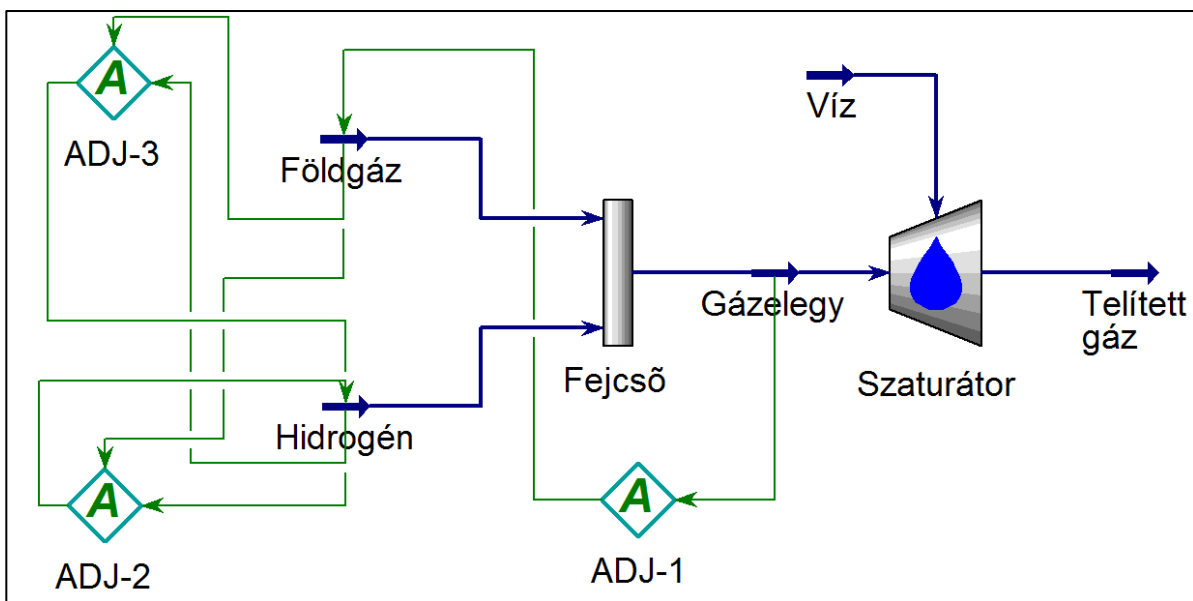 A
ADJ-3
Víz
Földgáz
Gázelegy
Telített
gáz
Fejcsõ
Szaturátor
Hidrogén
A
ADJ-2
A
ADJ-1